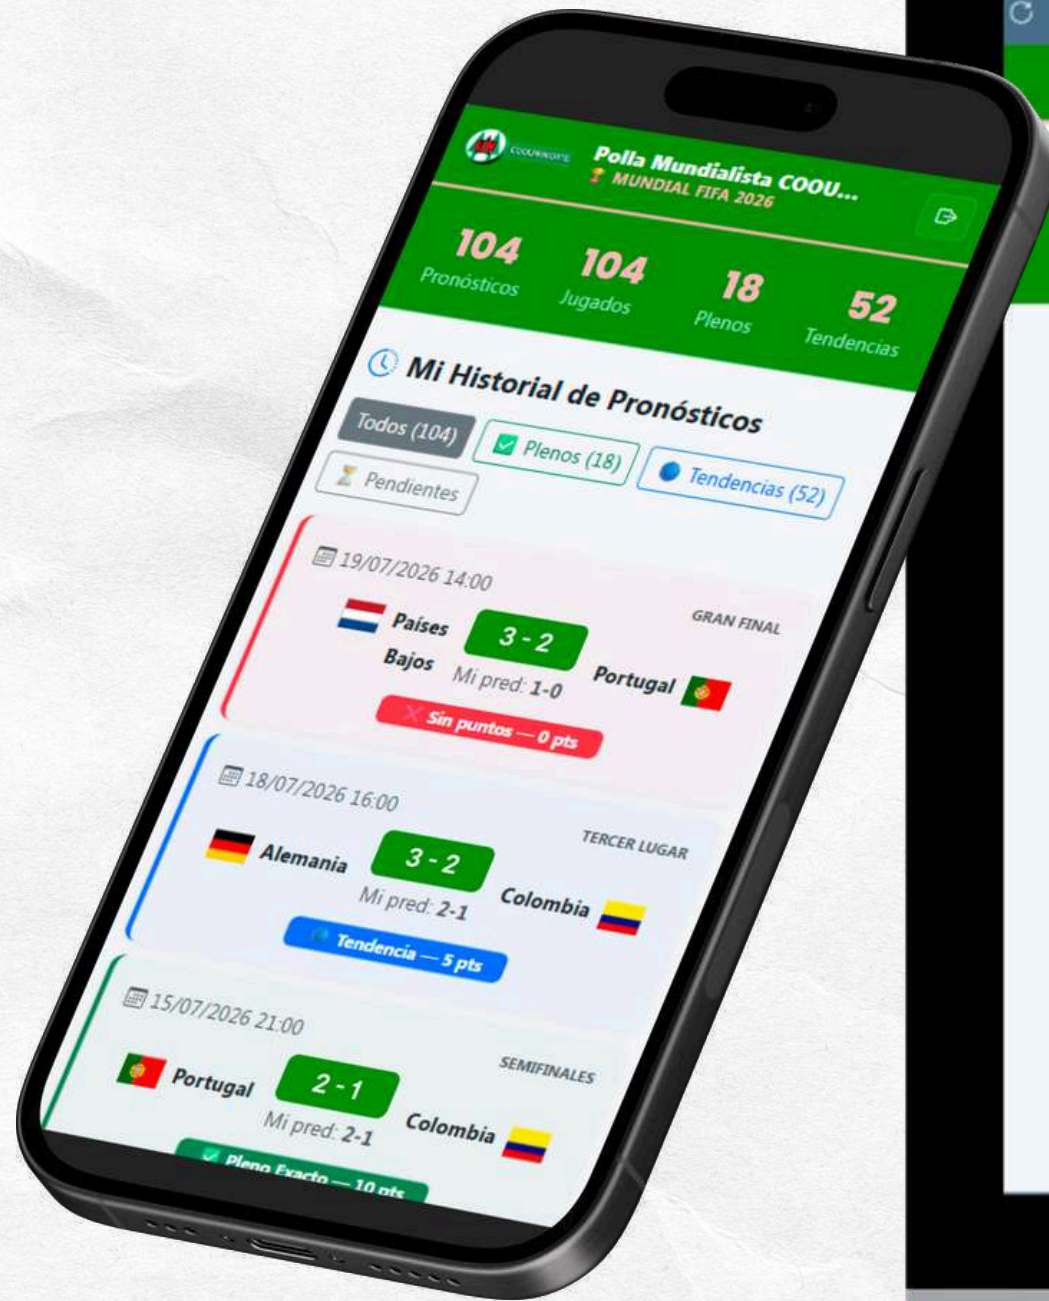 COOUNINORTE
Polla Mundialista COOU...
🏆 MUNDIAL FIFA 2026
104
Pronósticos
104
Jugados
18
Plenos
52
Tendencias
Mi Historial de Pronósticos
Todos (104)
✅ Plenos (18)
🔵 Tendencias (52)
⏳ Pendientes
19/07/2026 14:00
GRAN FINAL
Países
Bajos
3 - 2
Mi pred: 1-0
Portugal
❌ Sin puntos — 0 pts
18/07/2026 16:00
TERCER LUGAR
Alemania
3 - 2
Mi pred: 2-1
Colombia
🔵 Tendencia — 5 pts
15/07/2026 21:00
SEMIFINALES
Portugal
2 - 1
Mi pred: 2-1
Colombia
✅ Pleno Exacto — 10 pts